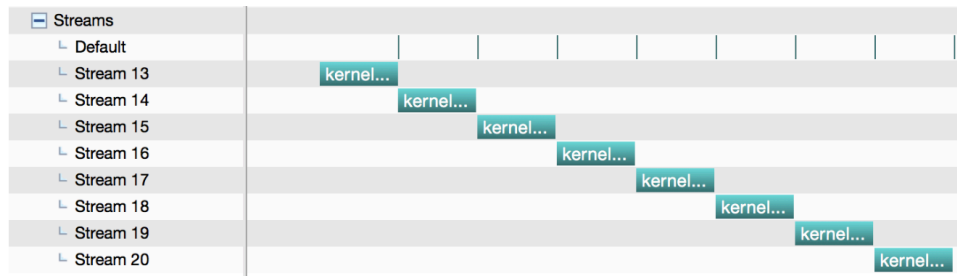 Streams
Default
Stream 13 kernel...
Stream 14 kernel...
Stream 15 kernel...
Stream 16 kernel...
Stream 17 kernel...
Stream 18 kernel...
Stream 19 kernel...
Stream 20 kernel...